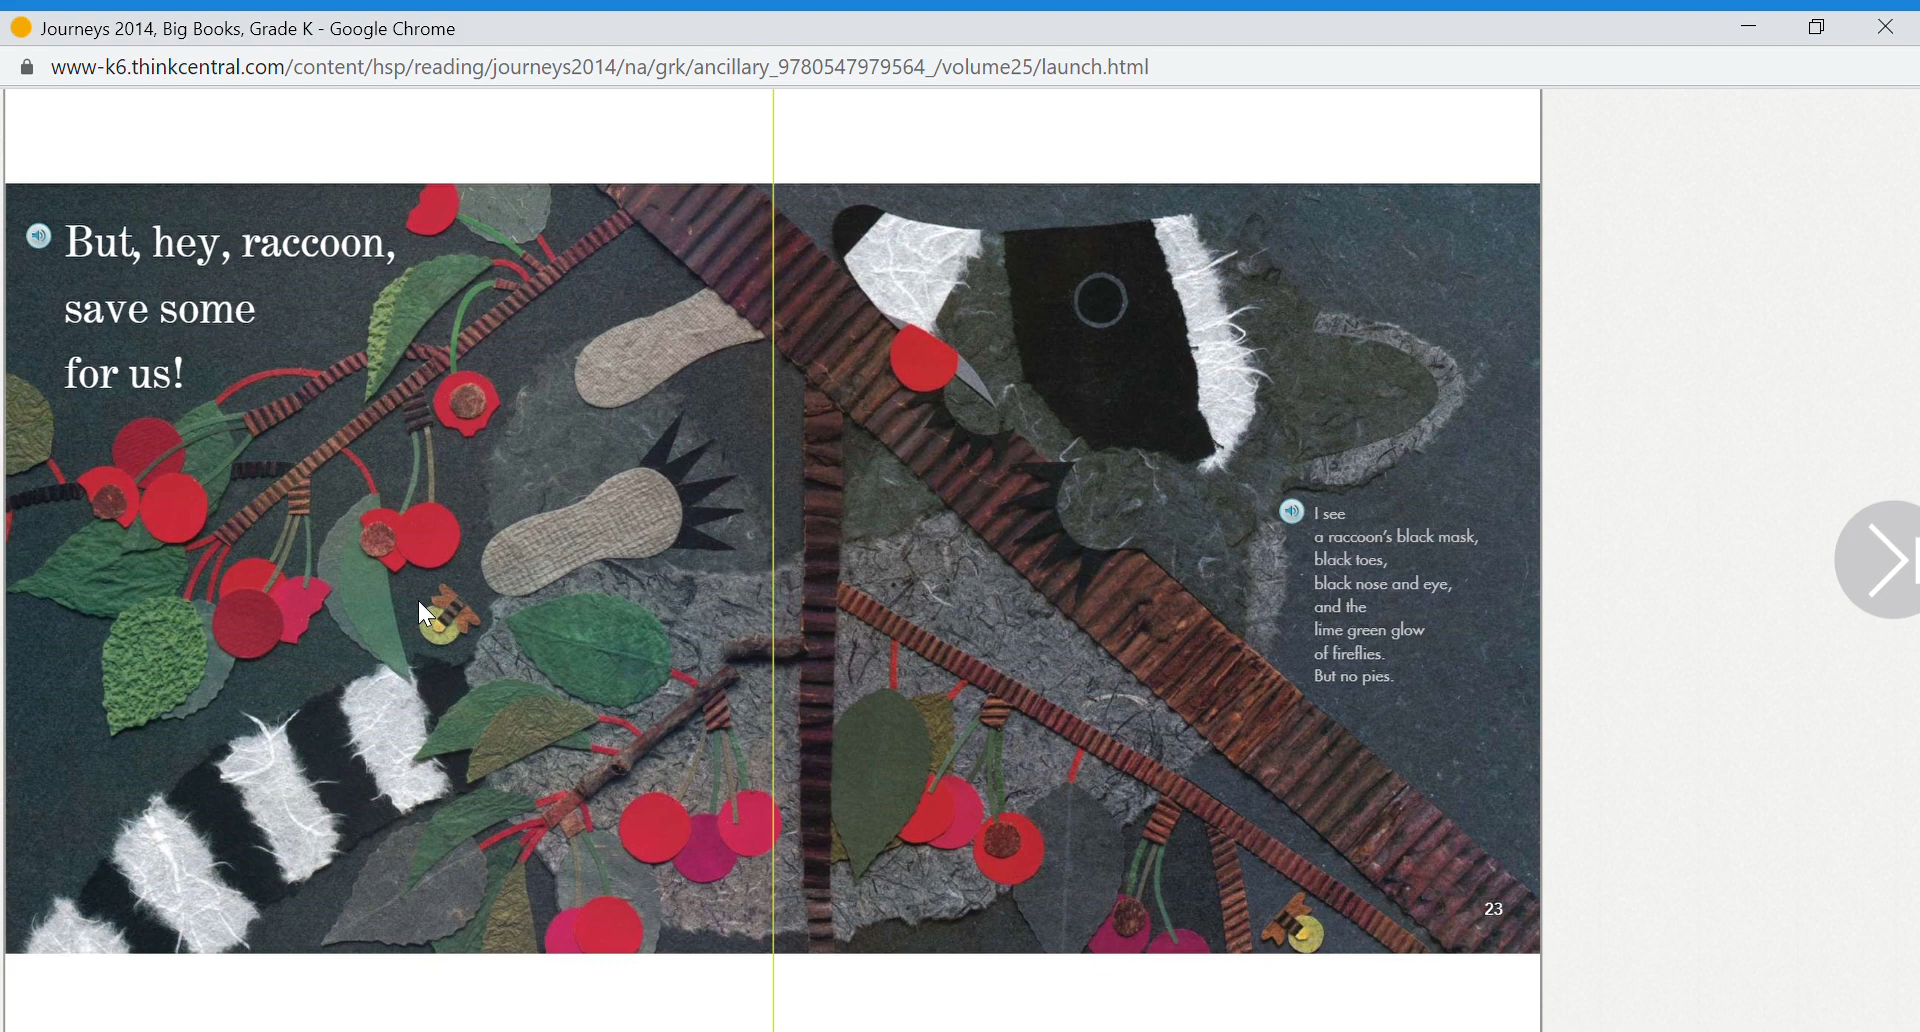 Journeys 2014, Big Books, Grade K - Google Chrome
www-k6.thinkcentral.com/content/hsp/reading/journeys2014/na/grk/ancillary_9780547979564_/volume25/launch.html
But, hey, raccoon,
save some
for us!
I see
a raccoon's black mask,
black toes,
black nose and eye,
and the
lime green glow
of fireflies.
But no pies.
23